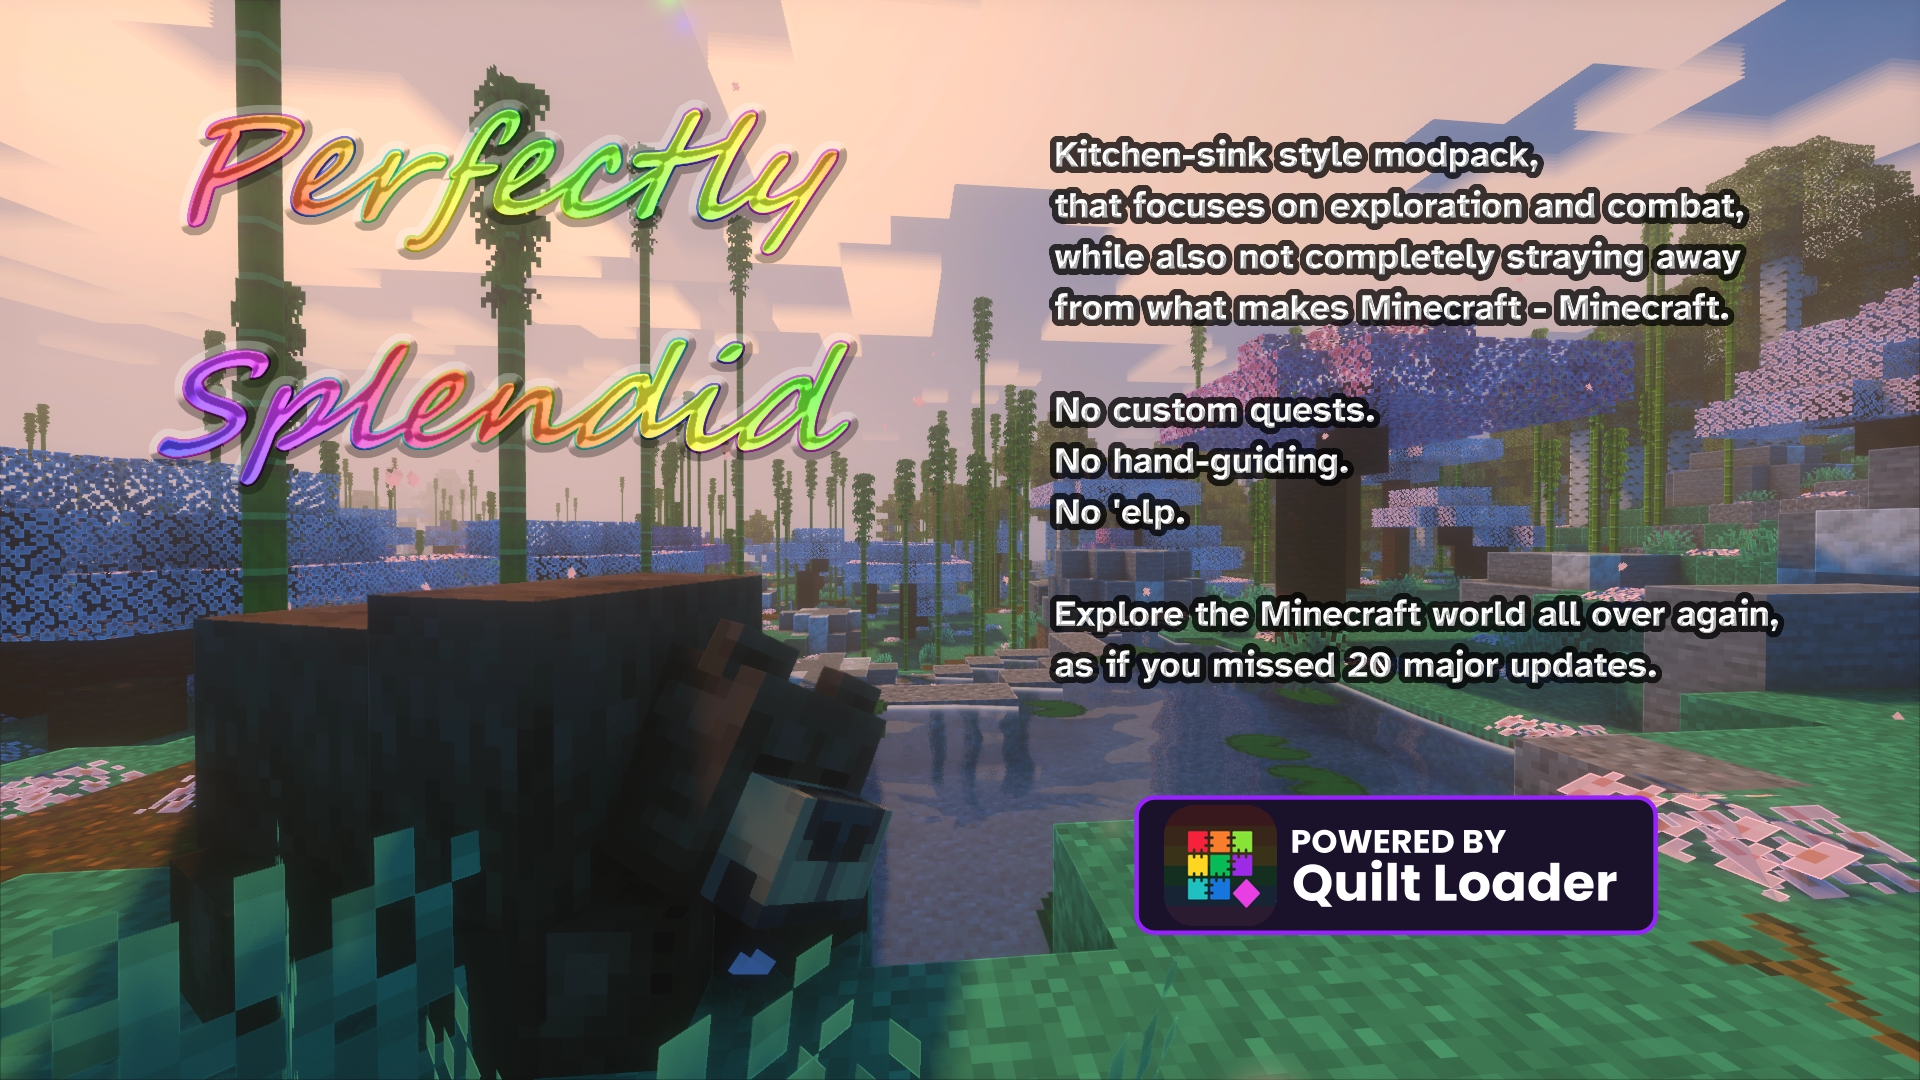 Perfectly
Splendid
Kitchen-sink style modpack,
that focuses on exploration and combat,
while also not completely straying away
from what makes Minecraft - Minecraft.
No custom quests.
No hand-guiding.
No 'elp.
Explore the Minecraft world all over again,
as if you missed 20 major updates.
POWERED BY
Quilt Loader